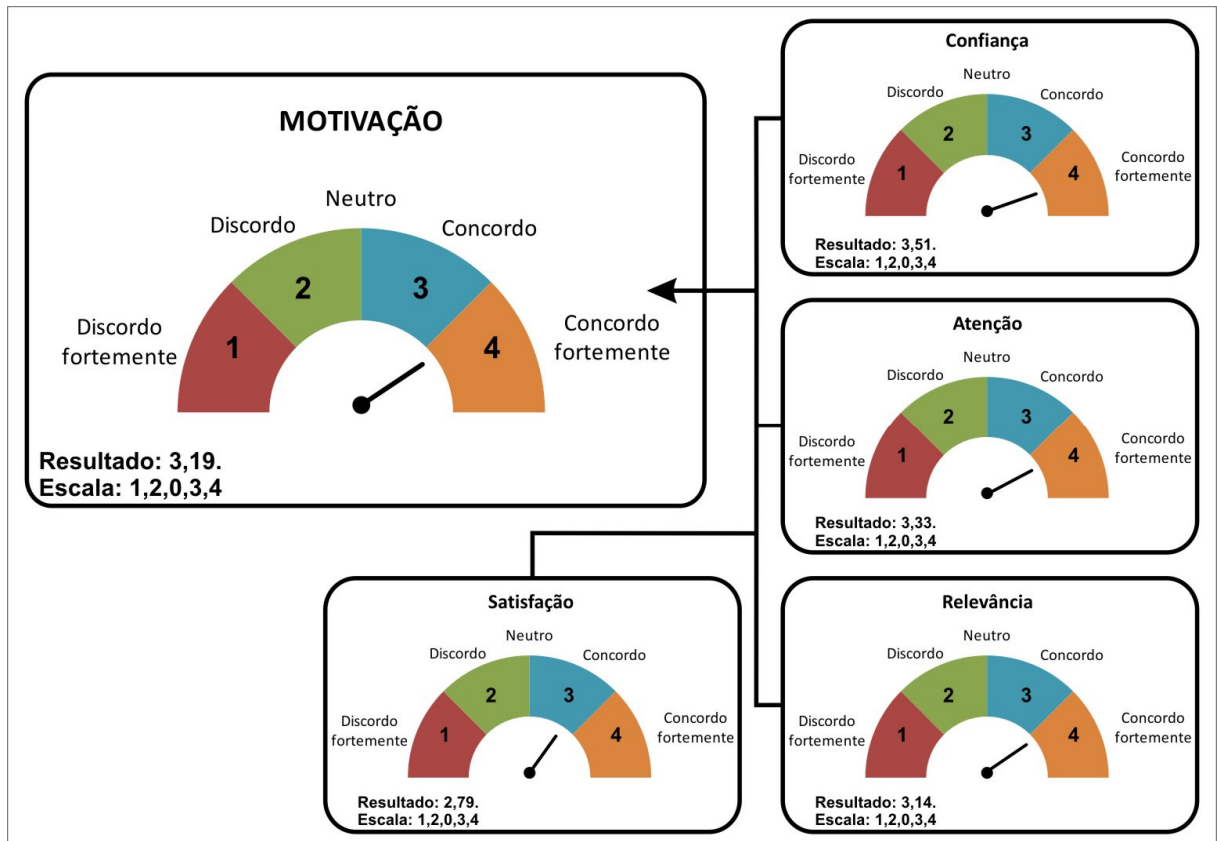 MOTIVAÇÃO
Neutro
Discordo
Concordo
Discordo
fortemente
Concordo
fortemente
1
2
3
4
Resultado: 3,19.
Escala: 1,2,0,3,4
Confiança
Neutro
Discordo
Concordo
Discordo
fortemente
Concordo
fortemente
1
2
3
4
Resultado: 3,51.
Escala: 1,2,0,3,4
Atenção
Neutro
Discordo
Concordo
Discordo
fortemente
Concordo
fortemente
1
2
3
4
Resultado: 3,33.
Escala: 1,2,0,3,4
Satisfação
Neutro
Discordo
Concordo
Discordo
fortemente
Concordo
fortemente
1
2
3
4
Resultado: 2,79.
Escala: 1,2,0,3,4
Relevância
Neutro
Discordo
Concordo
Discordo
fortemente
Concordo
fortemente
1
2
3
4
Resultado: 3,14.
Escala: 1,2,0,3,4